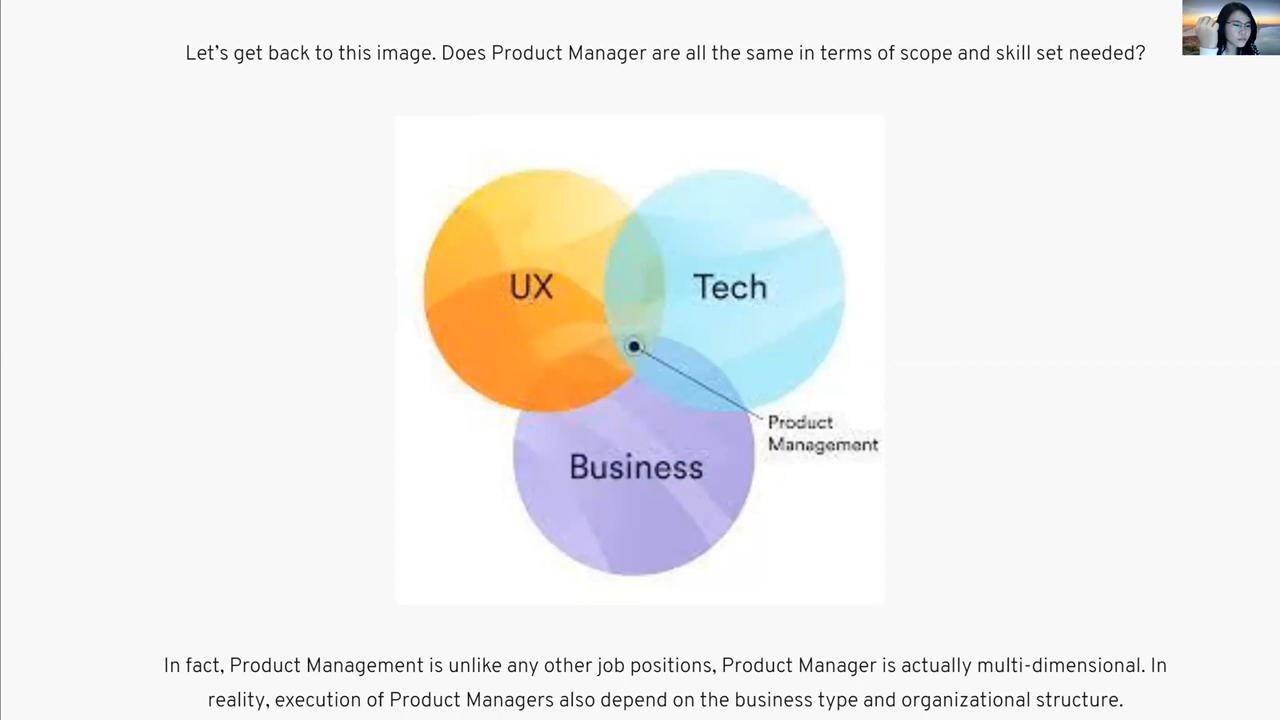 Let’s get back to this image. Does Product Manager are all the same in terms of scope and skill set needed?
UX
Tech
Product
Management
Business
In fact, Product Management is unlike any other job positions, Product Manager is actually multi-dimensional. In
reality, execution of Product Managers also depend on the business type and organizational structure.